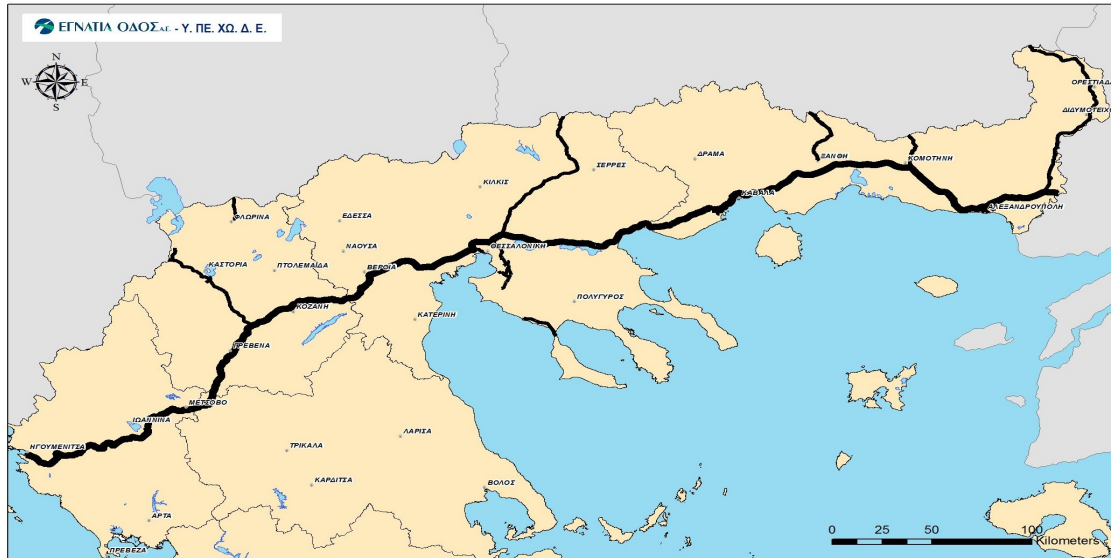 ΕΓΝΑΤΙΑ ΟΔΟΣ Α.Ε. - Υ. ΠΕ. ΧΩ. Δ. Ε.
N
W E
S
ΟΡΕΣΤΙΑΔΑ
ΔΙΔΥΜΟΤΕΙΧΟ
ΔΡΑΜΑ
ΞΑΝΘΗ
ΚΟΜΟΤΗΝΗ
ΣΕΡΡΕΣ
ΚΙΛΚΙΣ
ΚΑΒΑΛΑ
ΑΛΕΞΑΝΔΡΟΥΠΟΛΗ
ΦΛΩΡΙΝΑ
ΕΔΕΣΣΑ
ΝΑΟΥΣΑ
ΘΕΣΣΑΛΟΝΙΚΗ
ΚΑΣΤΟΡΙΑ
ΠΤΟΛΕΜΑΙΔΑ
ΒΕΡΟΙΑ
ΠΟΛΥΓΥΡΟΣ
ΚΟΖΑΝΗ
ΚΑΤΕΡΙΝΗ
ΓΡΕΒΕΝΑ
ΜΕΤΣΟΒΟ
ΙΩΑΝΝΙΝΑ
ΗΓΟΥΜΕΝΙΤΣΑ
ΛΑΡΙΣΑ
ΤΡΙΚΑΛΑ
ΚΑΡΔΙΤΣΑ
ΒΟΛΟΣ
ΑΡΤΑ
ΠΡΕΒΕΖΑ
0 25 50 100
Kilometers